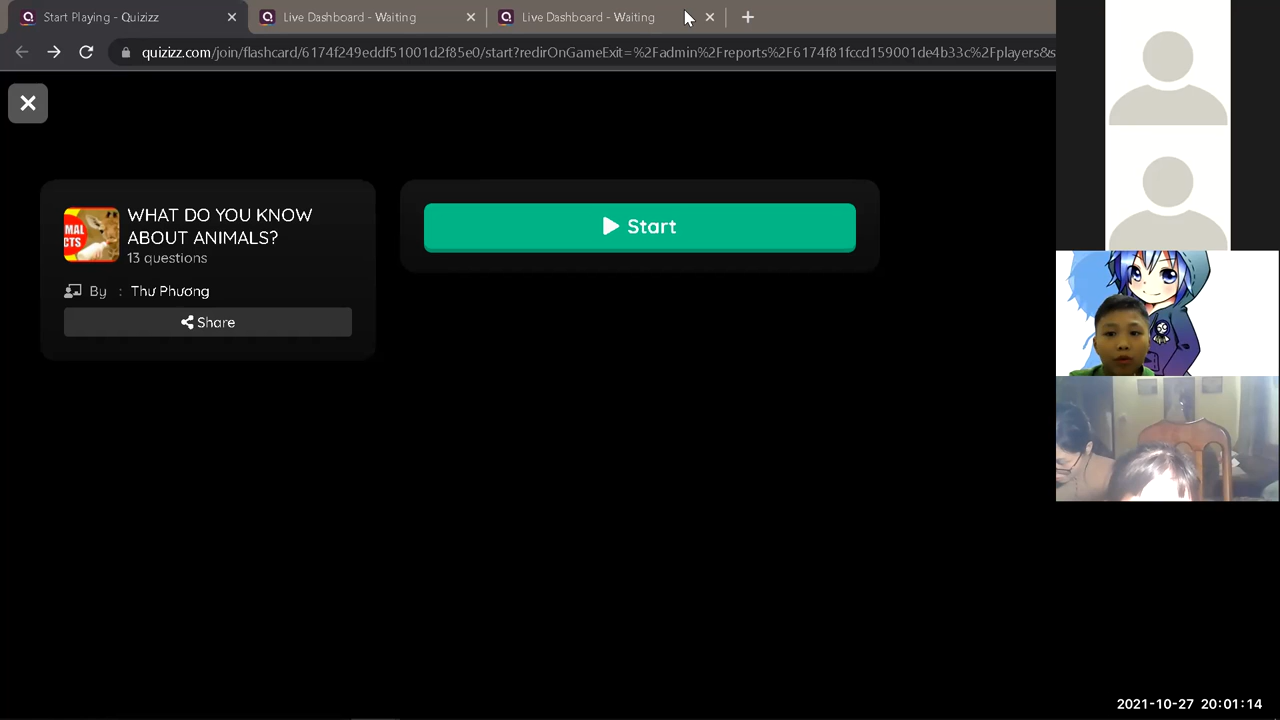 Start Playing - Quizizz
Live Dashboard - Waiting
Live Dashboard - Waiting
quizizz.com/join/flashcard/6174f249eddf51001d2f85e0/start?redirOnGameExit=%2Fadmin%2Freports%2F6174f81fccd159001de4b33c%2Fplayers&s
WHAT DO YOU KNOW
ABOUT ANIMALS?
13 questions
By : Thư Phương
Share
Start
2021-10-27 20:01:14